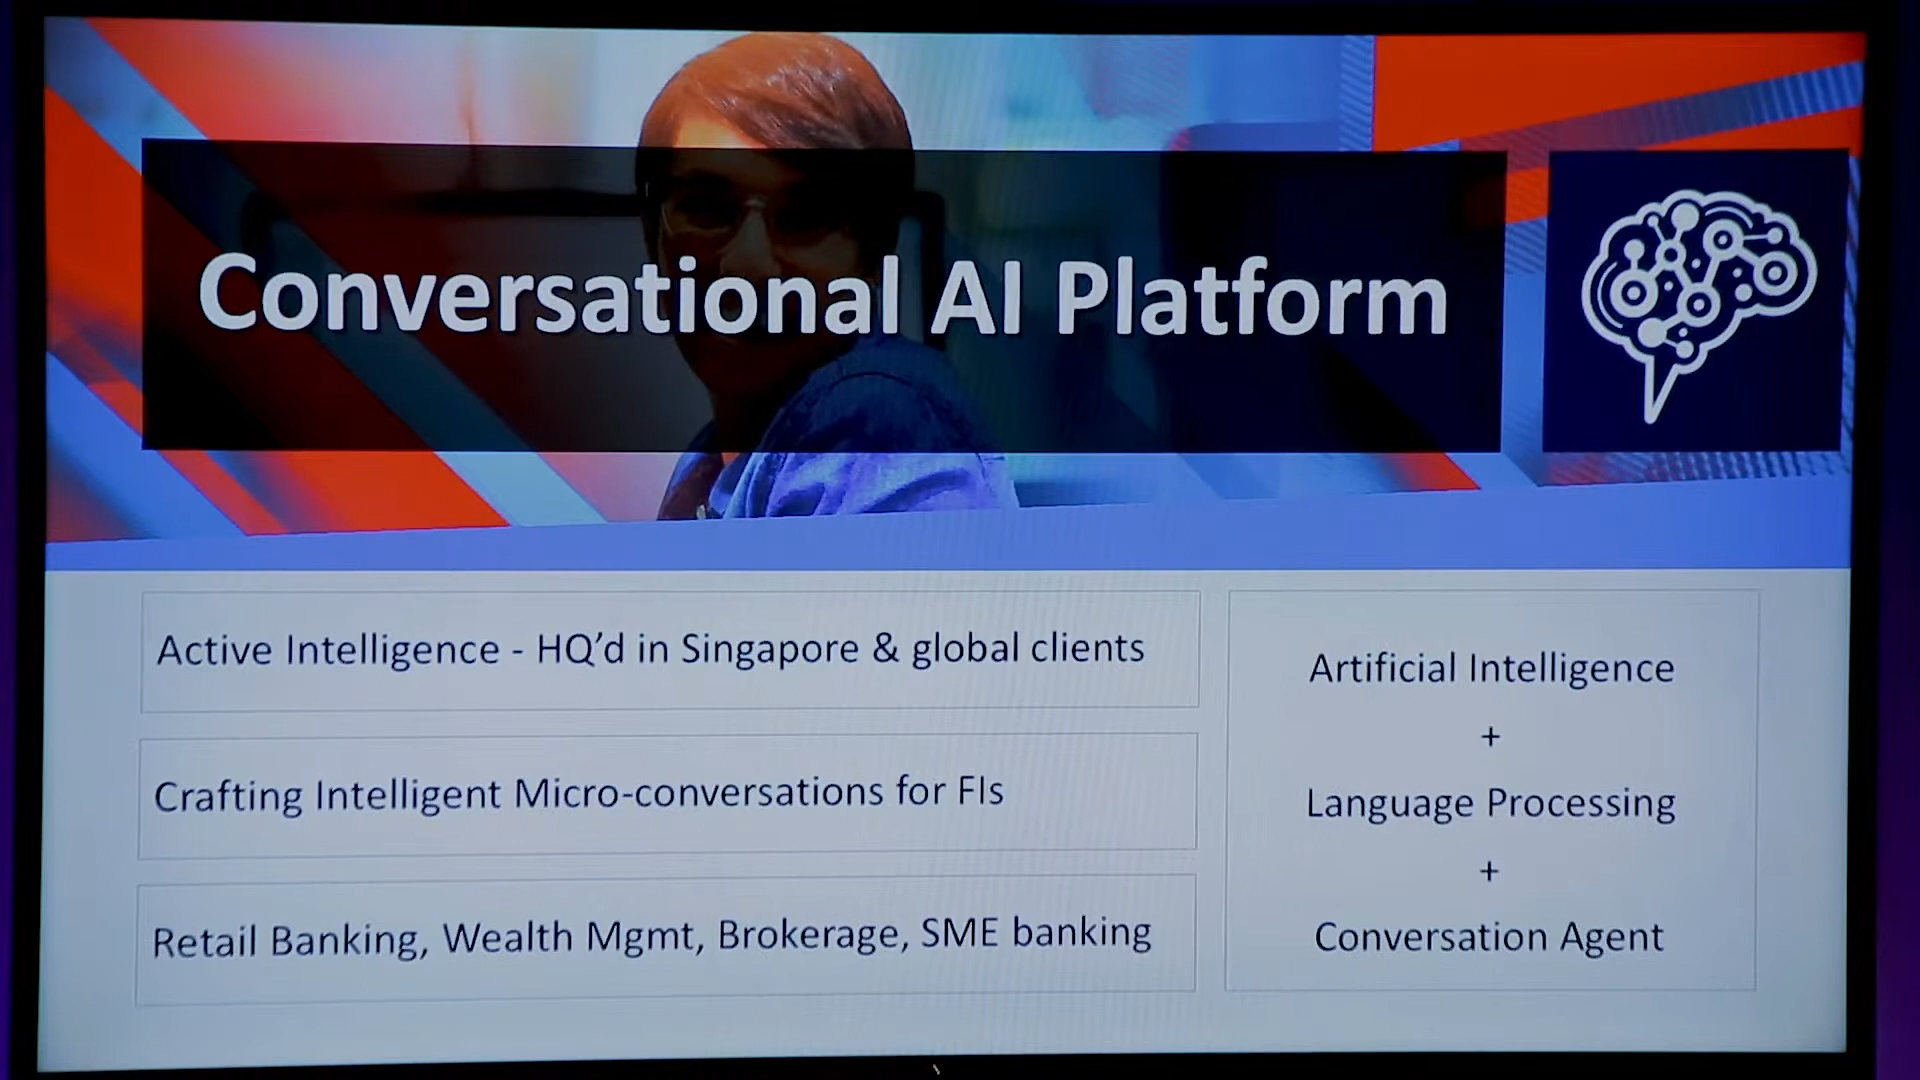 Conversational AI Platform
Active Intelligence - HQ'd in Singapore & global clients
Crafting Intelligent Micro-conversations for FIs
Retail Banking, Wealth Mgmt, Brokerage, SME banking
Artificial Intelligence
+
Language Processing
+
Conversation Agent